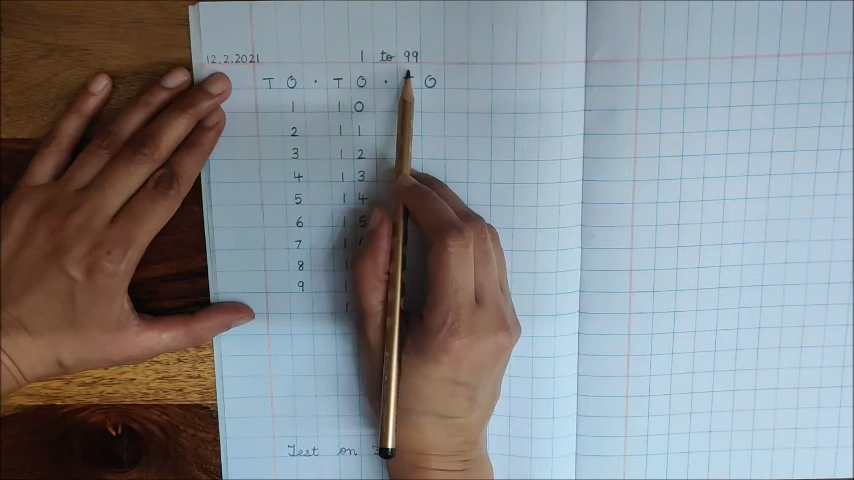 12.2.2021 1 to 99
T O . T O . O
1 1 0
2 1 1
3 1 2
4 1 3
5 1 4
6 1 5
7 1
8 1
9 1
1
Test on